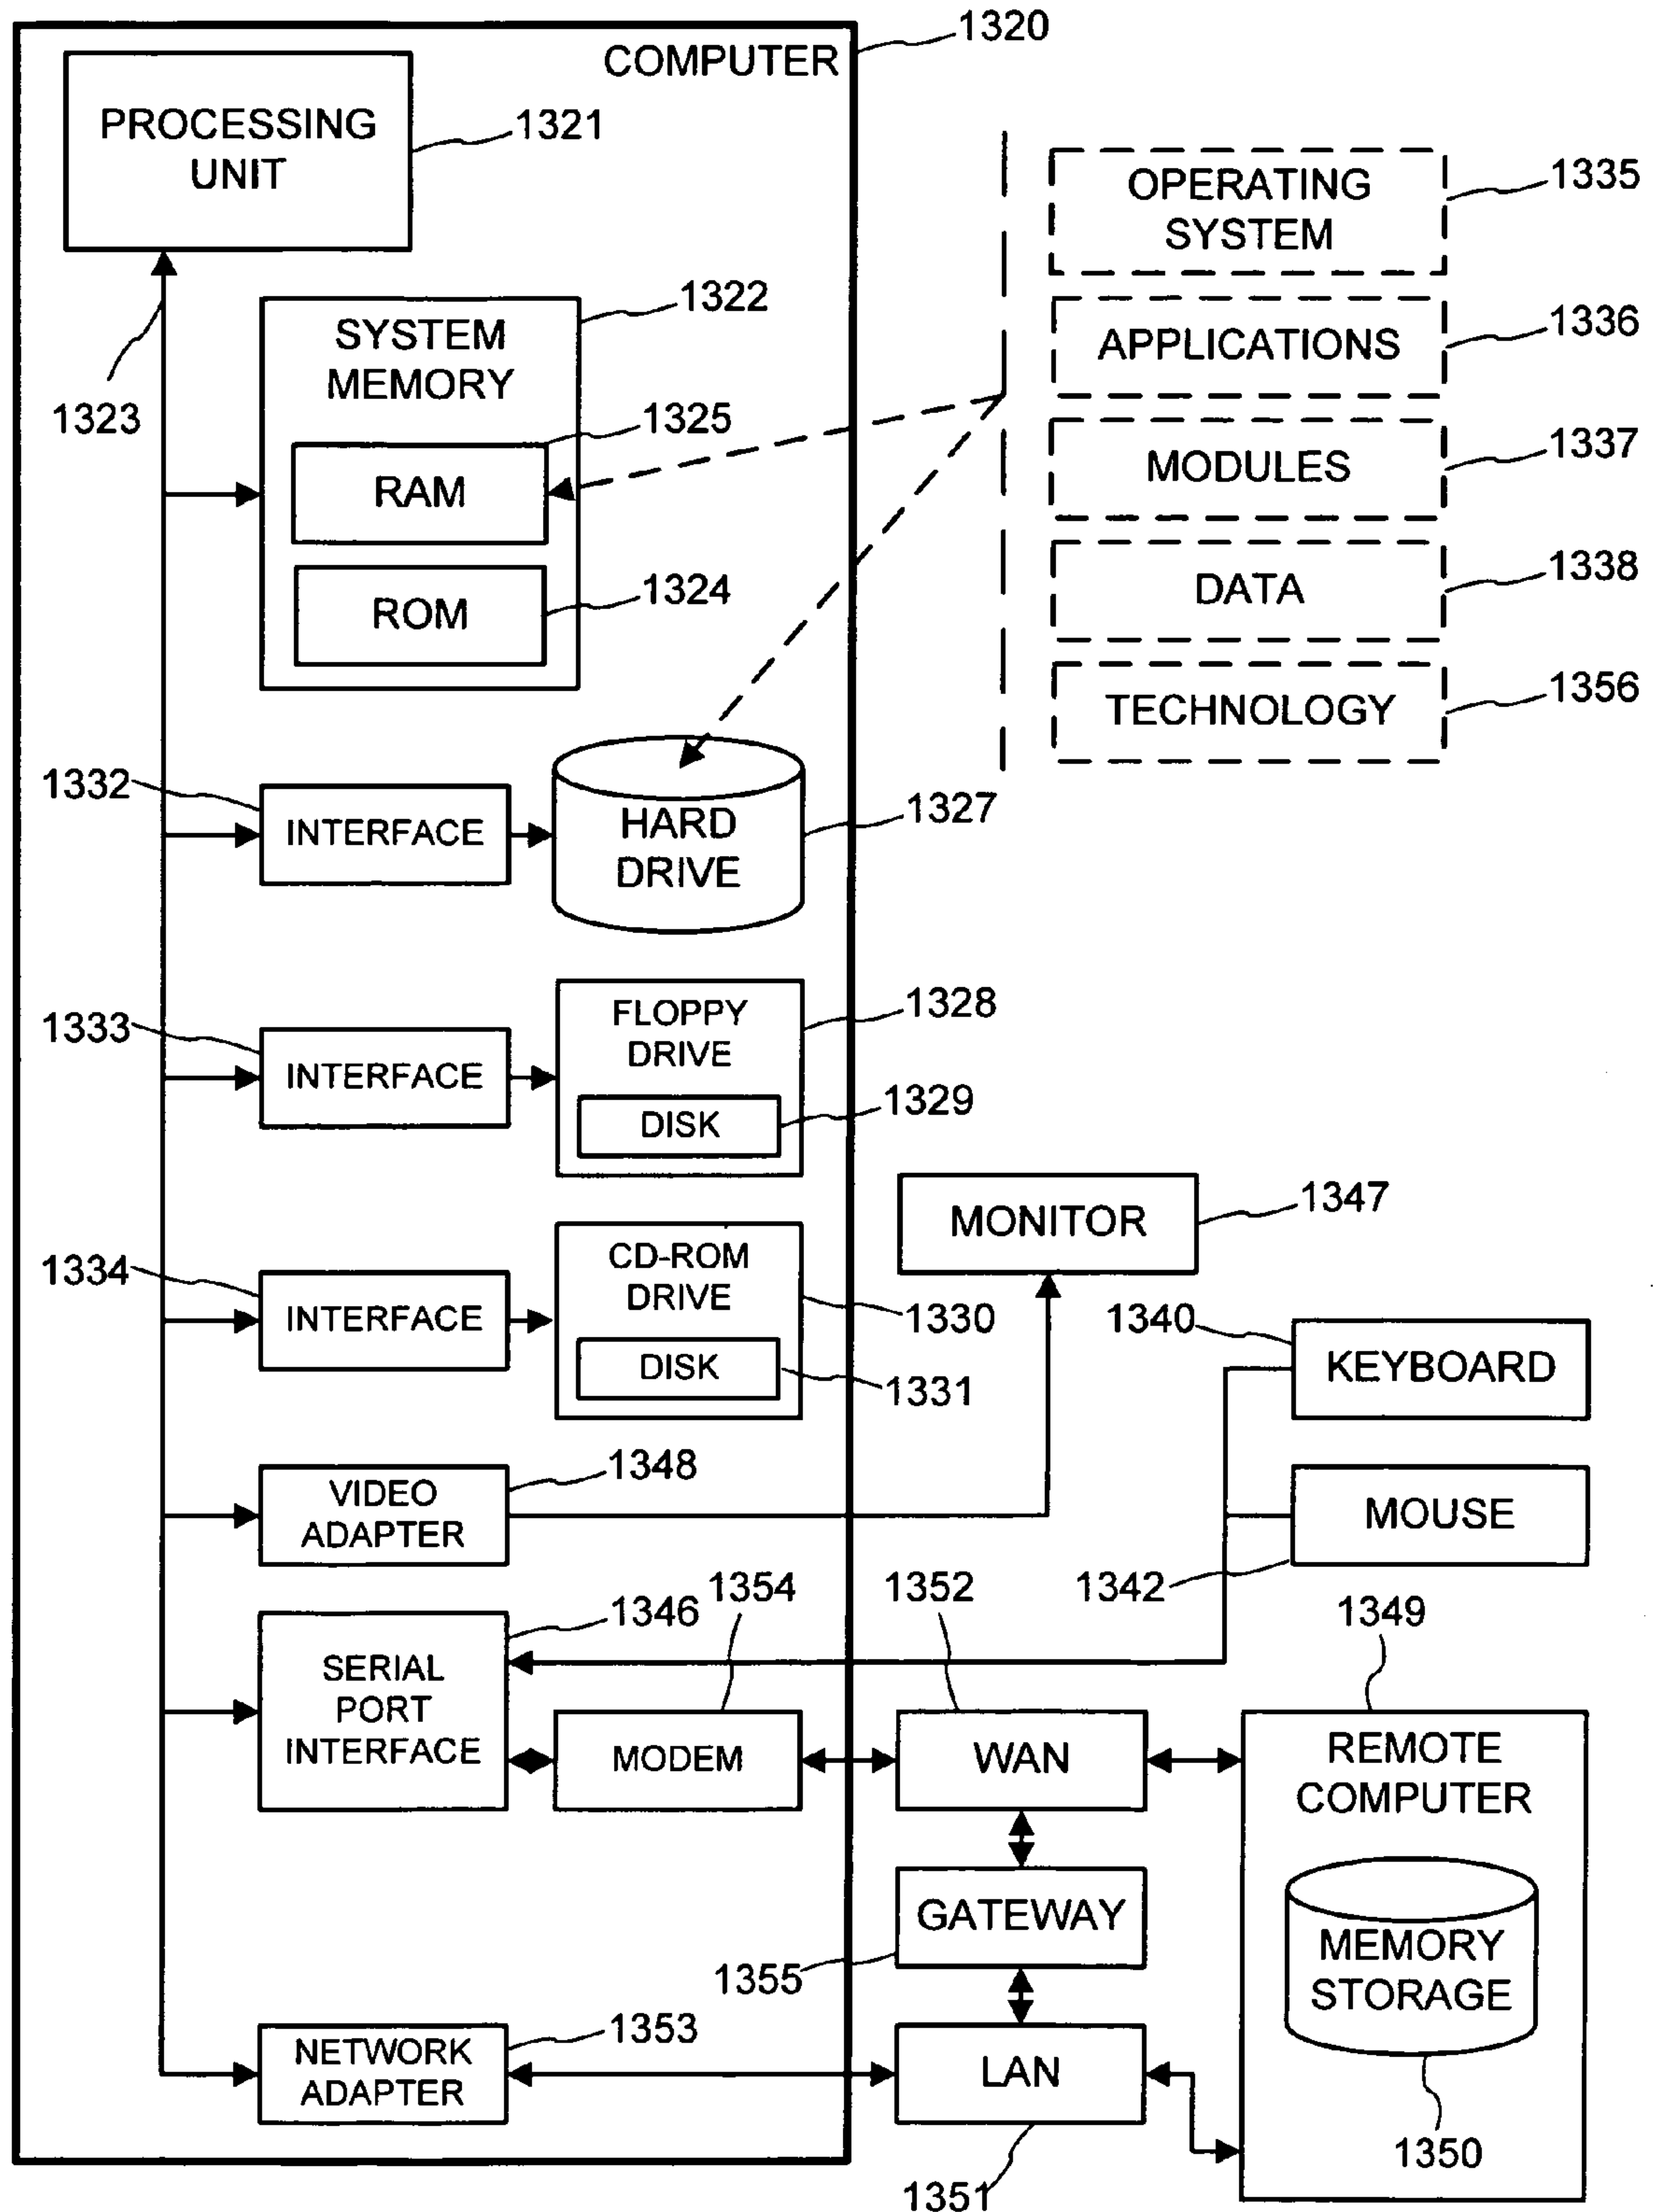 1320
COMPUTER
PROCESSING
UNIT
1321
OPERATING
SYSTEM
1335
1322
SYSTEM
MEMORY
1323
APPLICATIONS
1336
1325
RAM
MODULES
1337
1324
ROM
DATA
1338
TECHNOLOGY
1356
1332
INTERFACE
HARD
DRIVE
1327
1333
INTERFACE
FLOPPY
DRIVE
1328
DISK
1329
MONITOR
1347
1334
INTERFACE
CD-ROM
DRIVE
1330
DISK
1331
1340
KEYBOARD
VIDEO
ADAPTER
1348
MOUSE
1342
1346
SERIAL
PORT
INTERFACE
1354
MODEM
1352
WAN
1349
REMOTE
COMPUTER
GATEWAY
1355
MEMORY
STORAGE
1350
NETWORK
ADAPTER
1353
LAN
1351